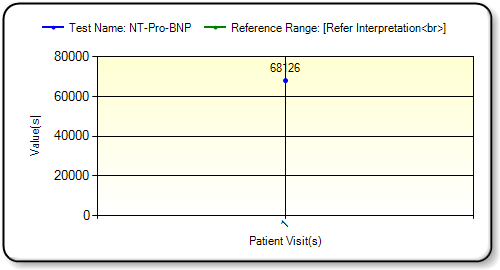 Test Name: NT-Pro-BNP Reference Range: [Refer Interpretation<br>]
80000
68126
60000
40000
20000
0
Value(s)
1
Patient Visit(s)